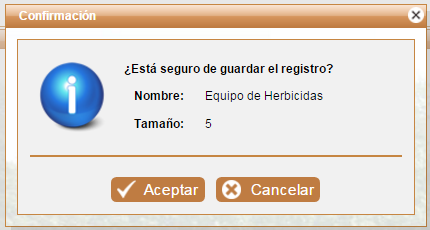 Confirmación
¿Está seguro de guardar el registro?
Nombre: Equipo de Herbicidas
Tamaño: 5
Aceptar Cancelar